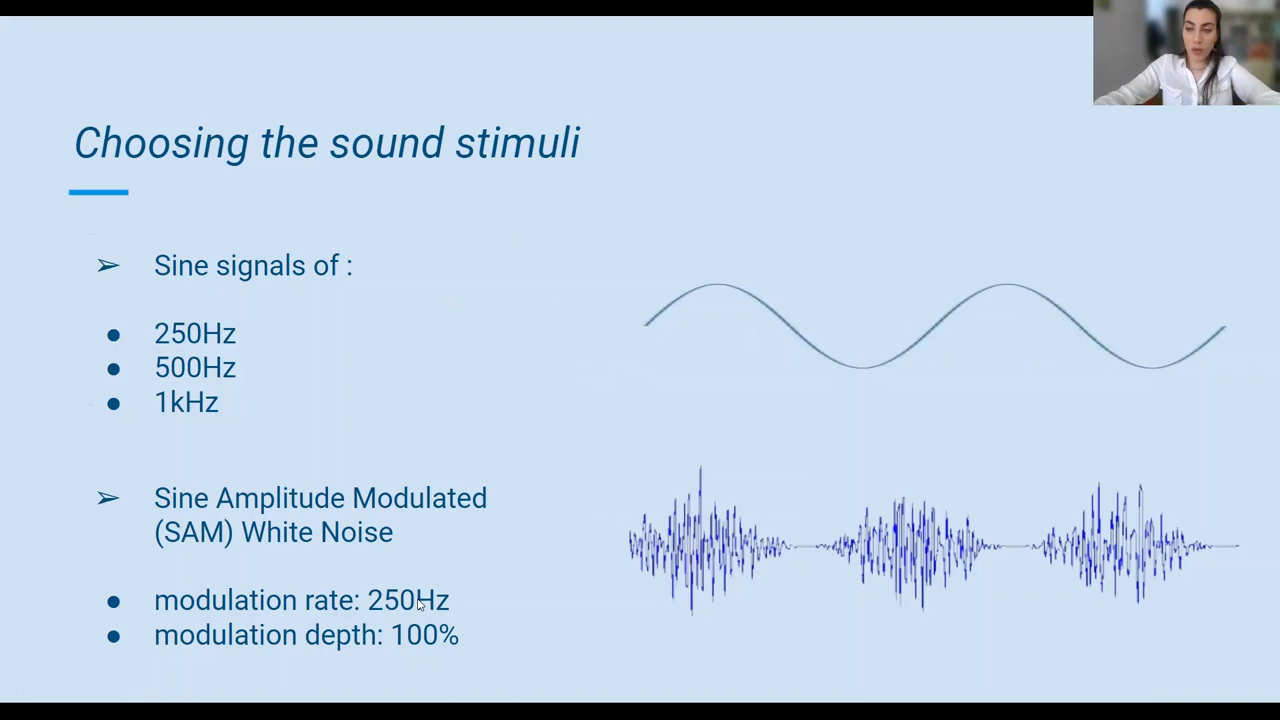 Choosing the sound stimuli
➢ Sine signals of :
● 250Hz
● 500Hz
● 1kHz
➢ Sine Amplitude Modulated
(SAM) White Noise
● modulation rate: 250Hz
● modulation depth: 100%